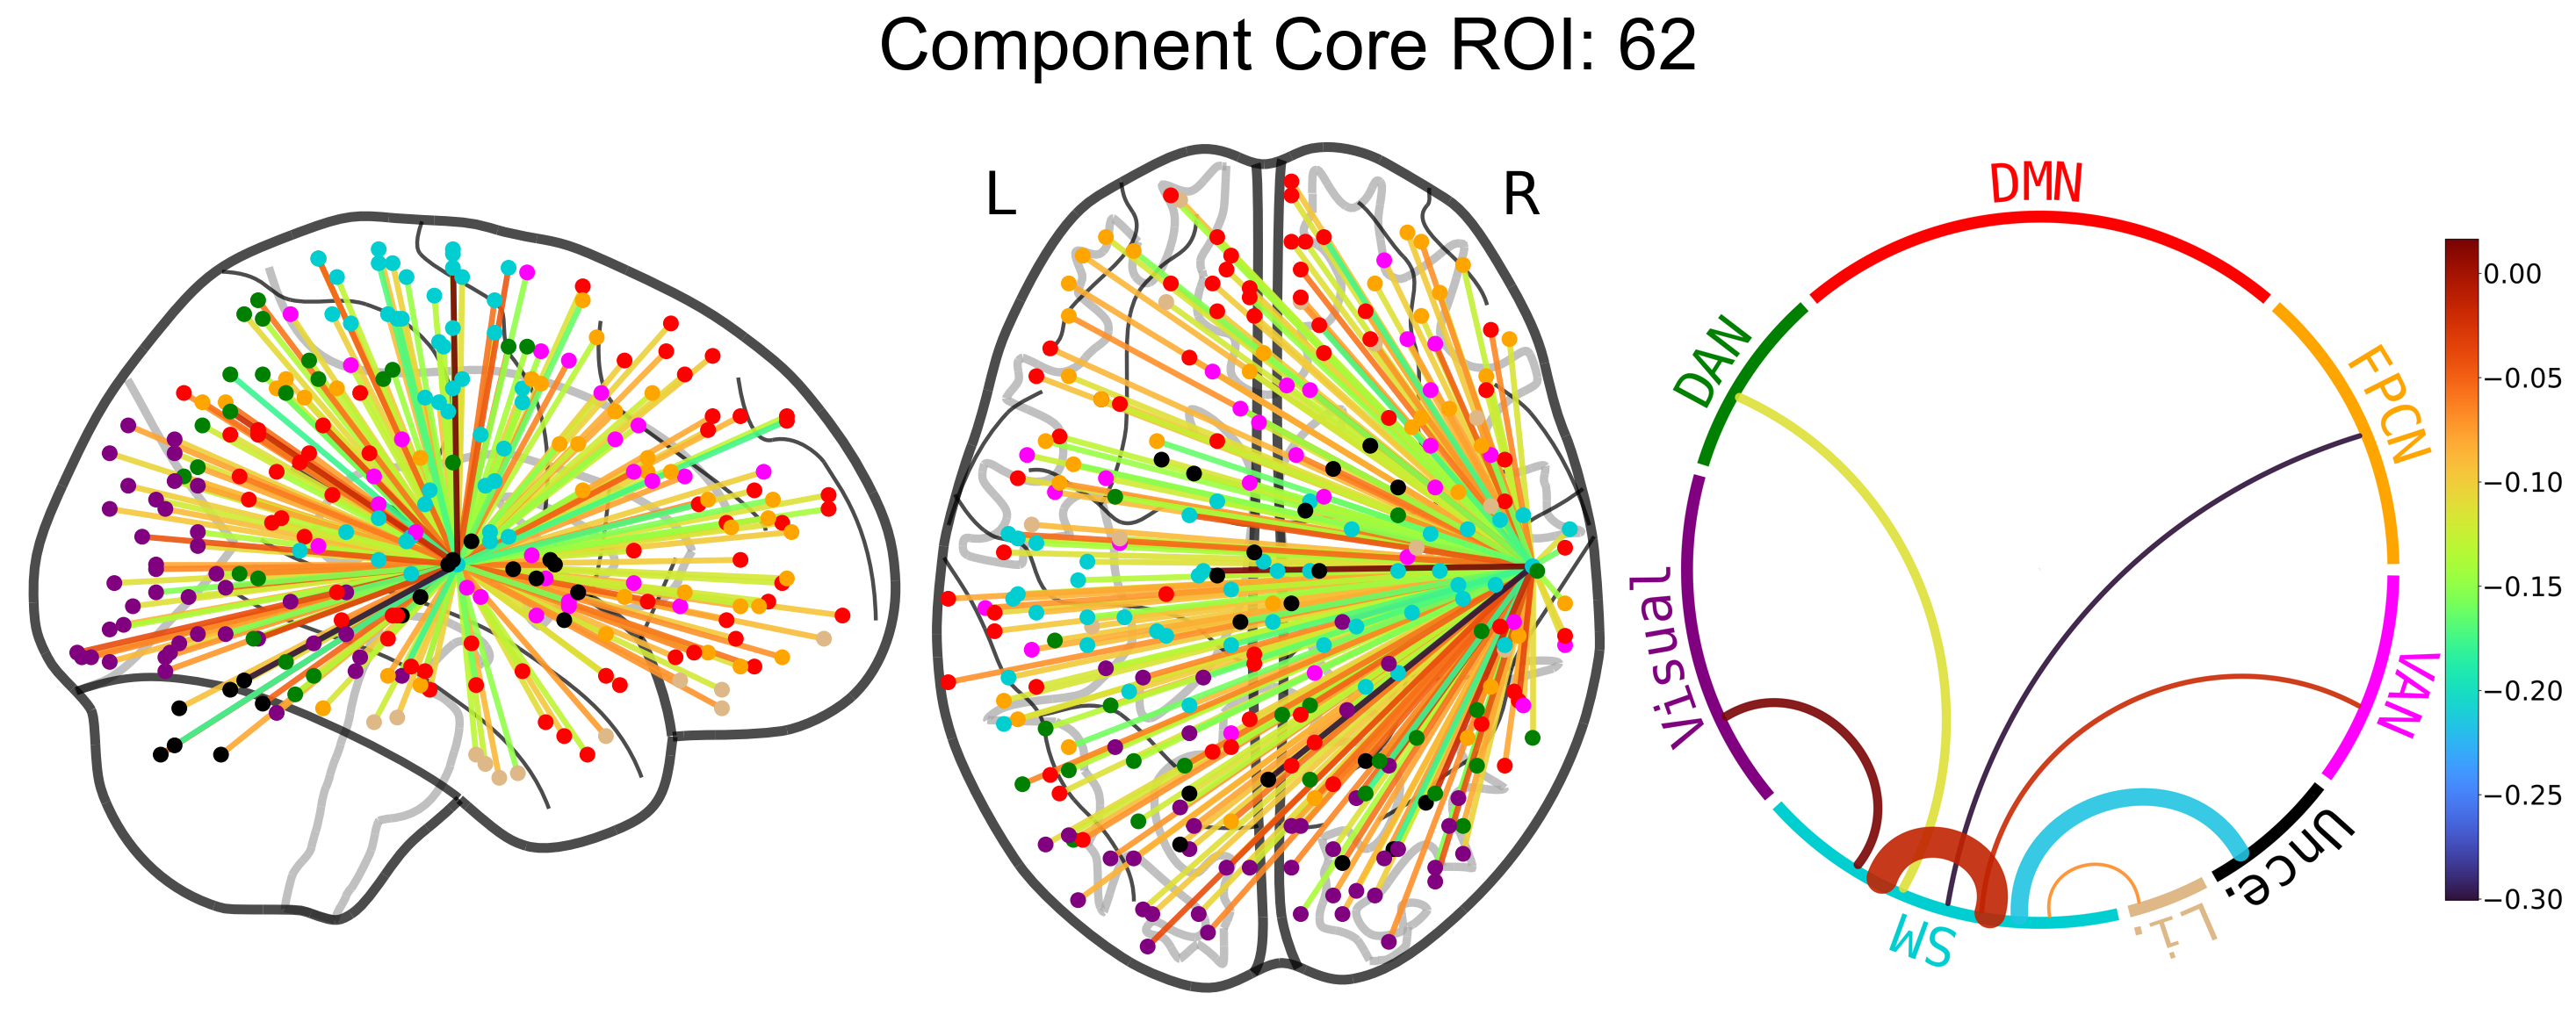 Component Core ROI: 62
L
R
DMN
DAN
FPCN
Visual
VAN
SM
Li.
Unce.
0.00
−0.05
−0.10
−0.15
−0.20
−0.25
−0.30